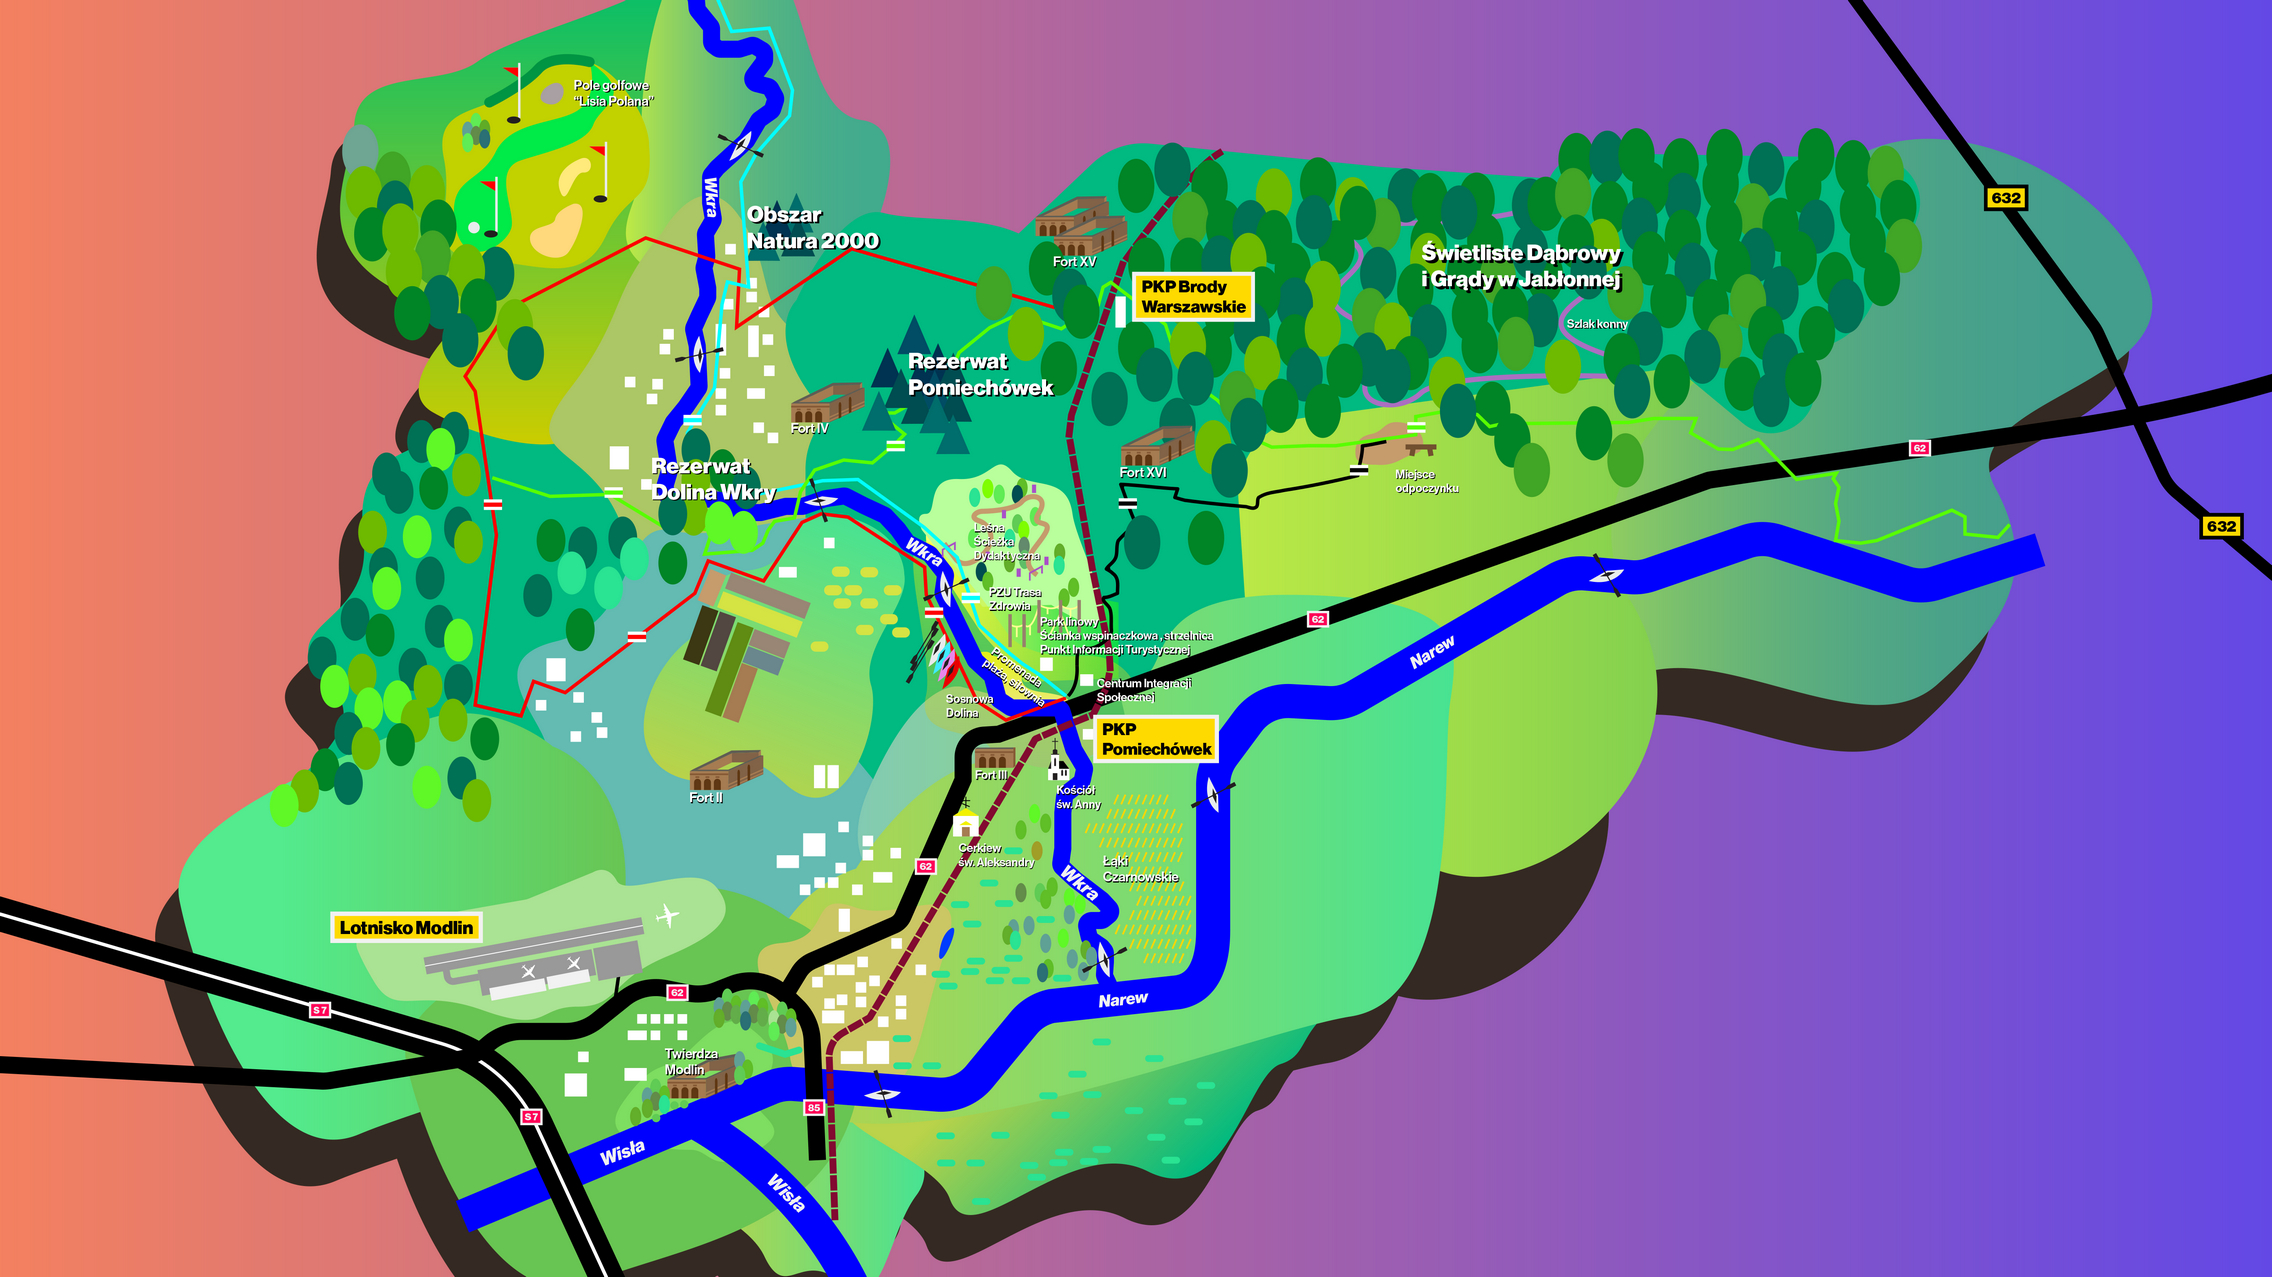 Pole golfowe
"Lisia Polana"
Wkra
Obszar
Natura 2000
632
Fort XV
PKP Brody
Warszawskie
Świetliste Dąbrowy
i Grądy w Jabłonnej
Szlak konny
Rezerwat
Pomiechówek
Fort IV
Rezerwat
Dolina Wkry
Fort XVI
Miejsce
odpoczynku
62
632
Leśna
Ścieżka
Dydaktyczna
Wkra
PZU Trasa
Zdrowia
Park linowy
Ścianka wspinaczkowa, strzelnica
Punkt Informacji Turystycznej
62
Narew
Promenada
plaża, siłownia
Centrum Integracji
Społecznej
Sosnowa
Dolina
PKP
Pomiechówek
Fort III
Fort II
Kościół
św. Anny
Cerkiew
św. Aleksandry
62
Łąki
Czarnowskie
Wkra
Lotnisko Modlin
62
Narew
S7
Twierdza
Modlin
85
S7
Wisła
Wisła